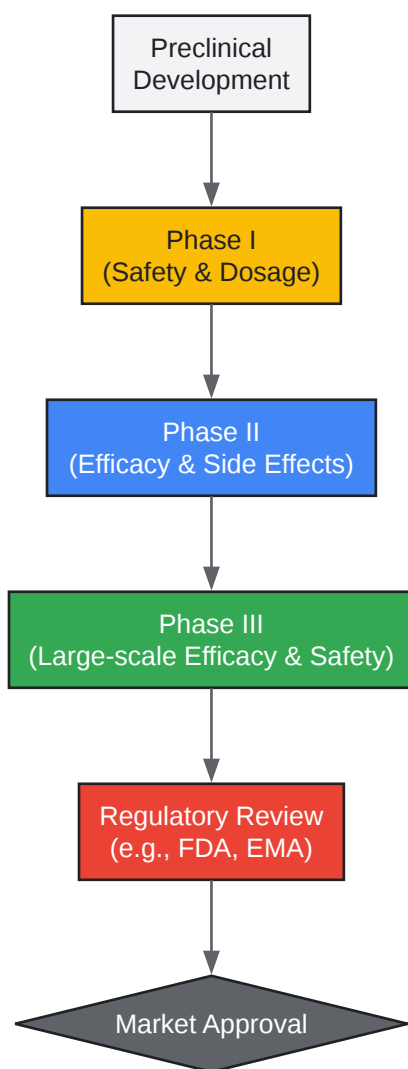 Preclinical
Development
Phase I
(Safety & Dosage)
Phase II
(Efficacy & Side Effects)
Phase III
(Large-scale Efficacy & Safety)
Regulatory Review
(e.g., FDA, EMA)
Market Approval